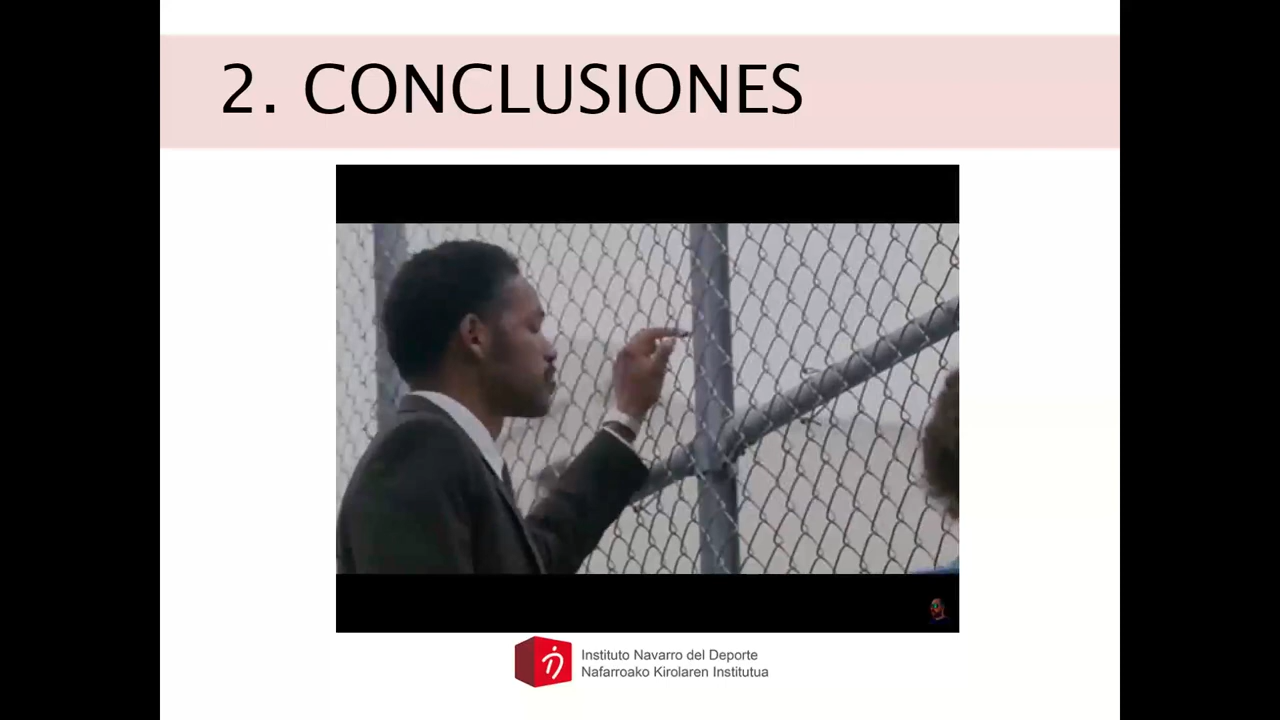 2. CONCLUSIONES
Instituto Navarro del Deporte
Nafarroako Kirolaren Institutua